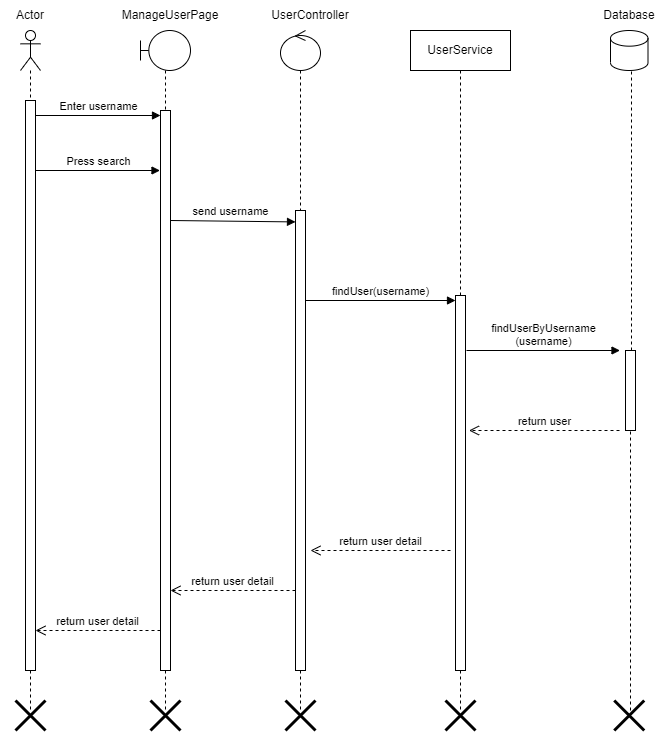 Actor
ManageUserPage
UserController
UserService
Database
Enter username
Press search
send username
findUser(username)
findUserByUsername
(username)
return user
return user detail
return user detail
return user detail